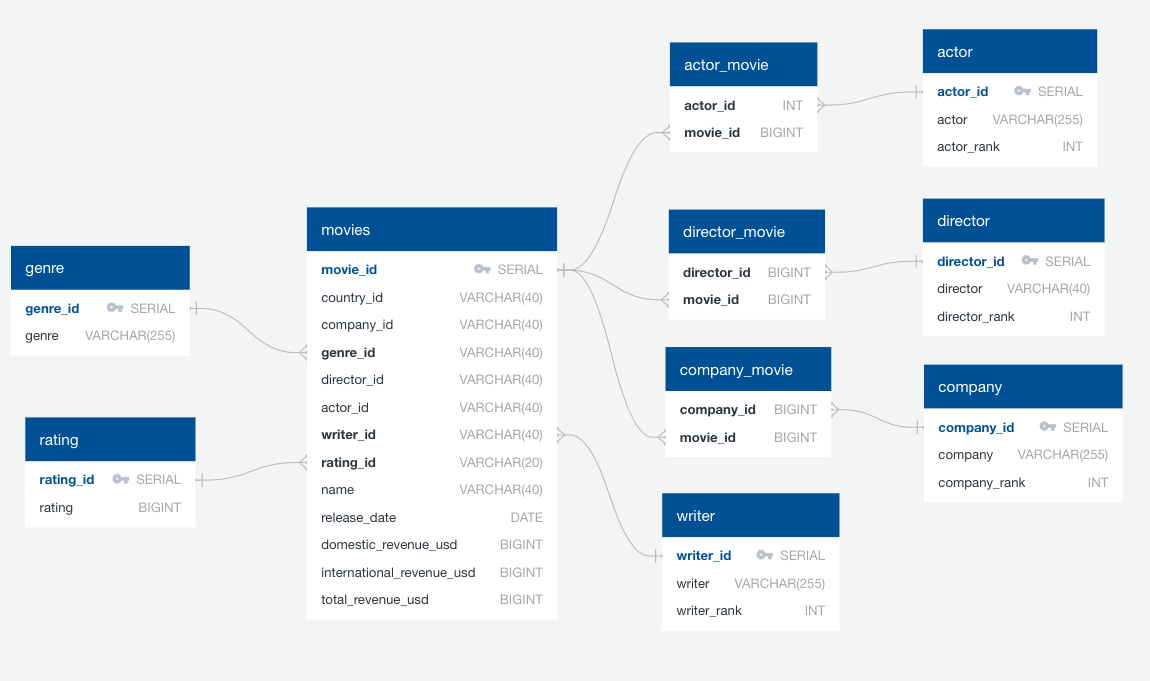 genre
genre_id SERIAL
genre VARCHAR(255)
rating
rating_id SERIAL
rating BIGINT
movies
movie_id SERIAL
country_id VARCHAR(40)
company_id VARCHAR(40)
genre_id VARCHAR(40)
director_id VARCHAR(40)
actor_id VARCHAR(40)
writer_id VARCHAR(40)
rating_id VARCHAR(20)
name VARCHAR(40)
release_date DATE
domestic_revenue_usd BIGINT
international_revenue_usd BIGINT
total_revenue_usd BIGINT
actor_movie
actor_id INT
movie_id BIGINT
director_movie
director_id BIGINT
movie_id BIGINT
company_movie
company_id BIGINT
movie_id BIGINT
writer
writer_id SERIAL
writer VARCHAR(255)
writer_rank INT
actor
actor_id SERIAL
actor VARCHAR(255)
actor_rank INT
director
director_id SERIAL
director VARCHAR(40)
director_rank INT
company
company_id SERIAL
company VARCHAR(255)
company_rank INT